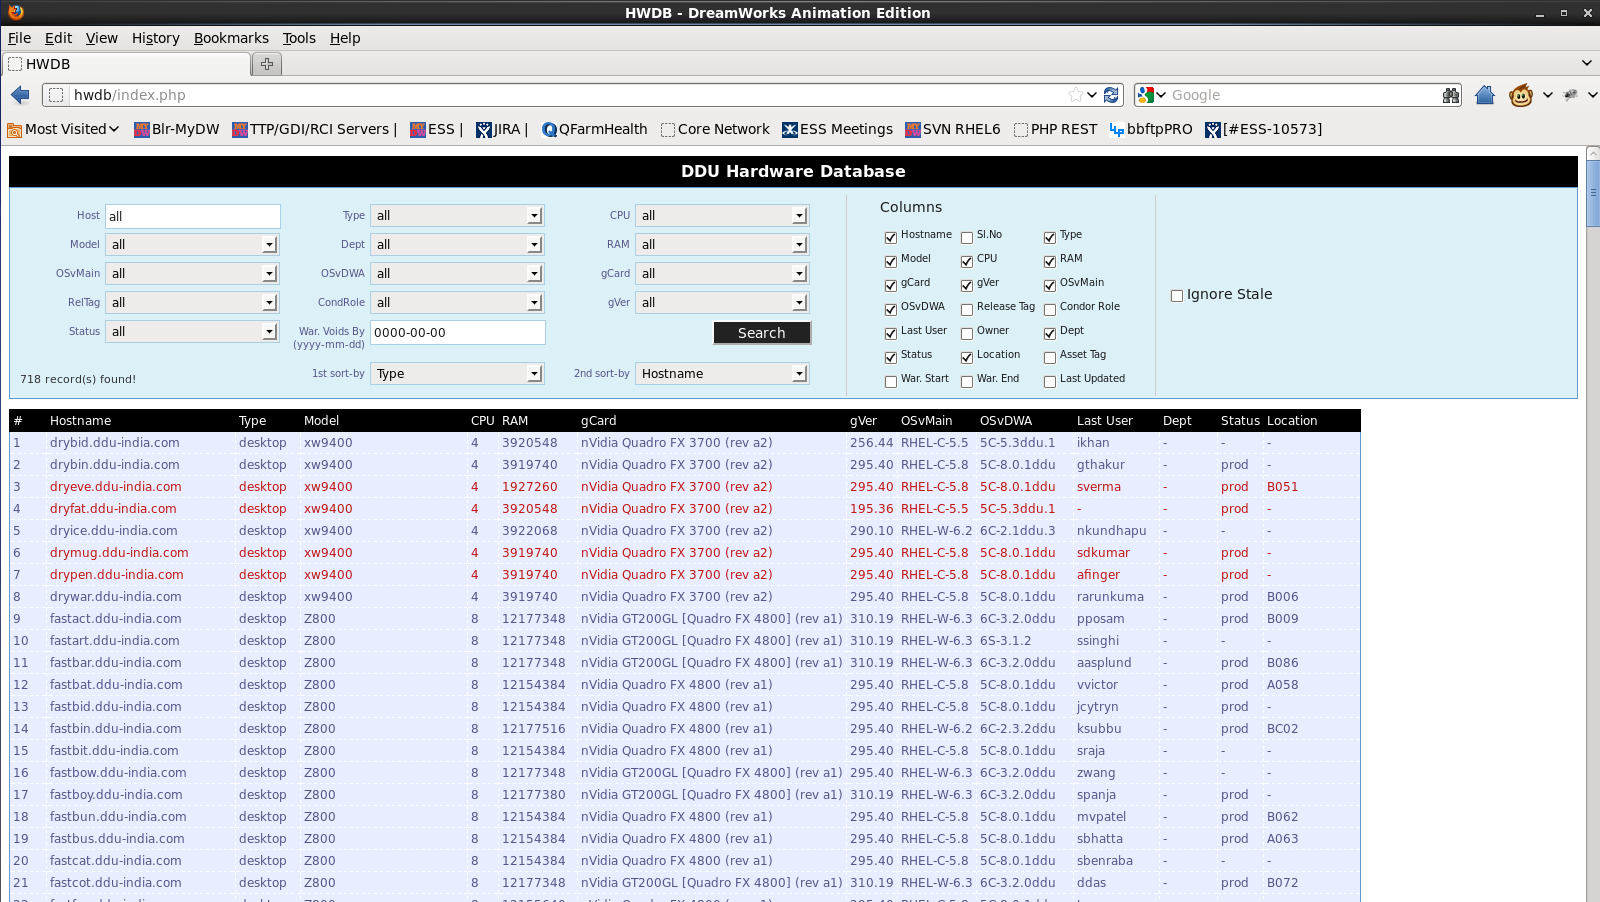 HWDB - DreamWorks Animation Edition
File Edit View History Bookmarks Tools Help
HWDB
hwdb/index.php
Google
Most Visited Blr-MyDW TTP/GDI/RCI Servers | ESS | JIRA | QFarmHealth Core Network ESS Meetings SVN RHEL6 PHP REST bbftpPRO [#ESS-10573]
DDU Hardware Database
Host all Type all CPU all
Model all Dept all RAM all
OSvMain all OSvDWA all gCard all
RelTag all CondRole all gVer all
Status all War. Voids By (yyyy-mm-dd) 0000-00-00 Search
718 record(s) found! 1st sort-by Type 2nd sort-by Hostname
Columns
Hostname Sl.No Type
Model CPU RAM
gCard gVer OSvMain
OSvDWA Release Tag Condor Role
Last User Owner Dept
Status Location Asset Tag
War. Start War. End Last Updated
Ignore Stale
# Hostname Type Model CPU RAM gCard gVer OSvMain OSvDWA Last User Dept Status Location
1 drybid.ddu-india.com desktop xw9400 4 3920548 nVidia Quadro FX 3700 (rev a2) 256.44 RHEL-C-5.5 5C-5.3ddu.1 ikhan - - -
2 drybin.ddu-india.com desktop xw9400 4 3919740 nVidia Quadro FX 3700 (rev a2) 295.40 RHEL-C-5.8 5C-8.0.1ddu gthakur - prod -
3 dryeve.ddu-india.com desktop xw9400 4 1927260 nVidia Quadro FX 3700 (rev a2) 295.40 RHEL-C-5.8 5C-8.0.1ddu sverma - prod B051
4 dryfat.ddu-india.com desktop xw9400 4 3920548 nVidia Quadro FX 3700 (rev a2) 195.36 RHEL-C-5.5 5C-5.3ddu.1 - - prod -
5 dryice.ddu-india.com desktop xw9400 4 3922068 nVidia Quadro FX 3700 (rev a2) 290.10 RHEL-W-6.2 6C-2.1ddu.3 nkundhapu - - -
6 drymug.ddu-india.com desktop xw9400 4 3919740 nVidia Quadro FX 3700 (rev a2) 295.40 RHEL-C-5.8 5C-8.0.1ddu sdkumar - prod -
7 drypen.ddu-india.com desktop xw9400 4 3919740 nVidia Quadro FX 3700 (rev a2) 295.40 RHEL-C-5.8 5C-8.0.1ddu afinger - prod -
8 drywar.ddu-india.com desktop xw9400 4 3919740 nVidia Quadro FX 3700 (rev a2) 295.40 RHEL-C-5.8 5C-8.0.1ddu rarunkuma - prod B006
9 fastact.ddu-india.com desktop Z800 8 12177348 nVidia GT200GL [Quadro FX 4800] (rev a1) 310.19 RHEL-W-6.3 6C-3.2.0ddu pposam - prod B009
10 fastart.ddu-india.com desktop Z800 8 12177348 nVidia GT200GL [Quadro FX 4800] (rev a1) 310.19 RHEL-W-6.3 6S-3.1.2 ssinghi - - -
11 fastbar.ddu-india.com desktop Z800 8 12177348 nVidia GT200GL [Quadro FX 4800] (rev a1) 310.19 RHEL-W-6.3 6C-3.2.0ddu aasplund - prod B086
12 fastbat.ddu-india.com desktop Z800 8 12154384 nVidia Quadro FX 4800 (rev a1) 295.40 RHEL-C-5.8 5C-8.0.1ddu vvictor - prod A058
13 fastbid.ddu-india.com desktop Z800 8 12154384 nVidia Quadro FX 4800 (rev a1) 295.40 RHEL-C-5.8 5C-8.0.1ddu jcytryn - prod -
14 fastbin.ddu-india.com desktop Z800 8 12177516 nVidia Quadro FX 4800 (rev a1) 295.40 RHEL-W-6.2 6C-2.3.2ddu ksubbu - prod BC02
15 fastbit.ddu-india.com desktop Z800 8 12154384 nVidia Quadro FX 4800 (rev a1) 295.40 RHEL-C-5.8 5C-8.0.1ddu sraja - - -
16 fastbow.ddu-india.com desktop Z800 8 12177348 nVidia GT200GL [Quadro FX 4800] (rev a1) 295.40 RHEL-W-6.3 6C-3.2.0ddu zwang - - -
17 fastboy.ddu-india.com desktop Z800 8 12177380 nVidia GT200GL [Quadro FX 4800] (rev a1) 310.19 RHEL-W-6.3 6C-3.2.0ddu spanja - prod -
18 fastbun.ddu-india.com desktop Z800 8 12154384 nVidia Quadro FX 4800 (rev a1) 295.40 RHEL-C-5.8 5C-8.0.1ddu mvpatel - prod B062
19 fastbus.ddu-india.com desktop Z800 8 12154384 nVidia Quadro FX 4800 (rev a1) 295.40 RHEL-C-5.8 5C-8.0.1ddu sbhatta - prod A063
20 fastcat.ddu-india.com desktop Z800 8 12154384 nVidia Quadro FX 4800 (rev a1) 295.40 RHEL-C-5.8 5C-8.0.1ddu sbenraba - - -
21 fastcot.ddu-india.com desktop Z800 8 12177348 nVidia GT200GL [Quadro FX 4800] (rev a1) 310.19 RHEL-W-6.3 6C-3.2.0ddu ddas - prod B072